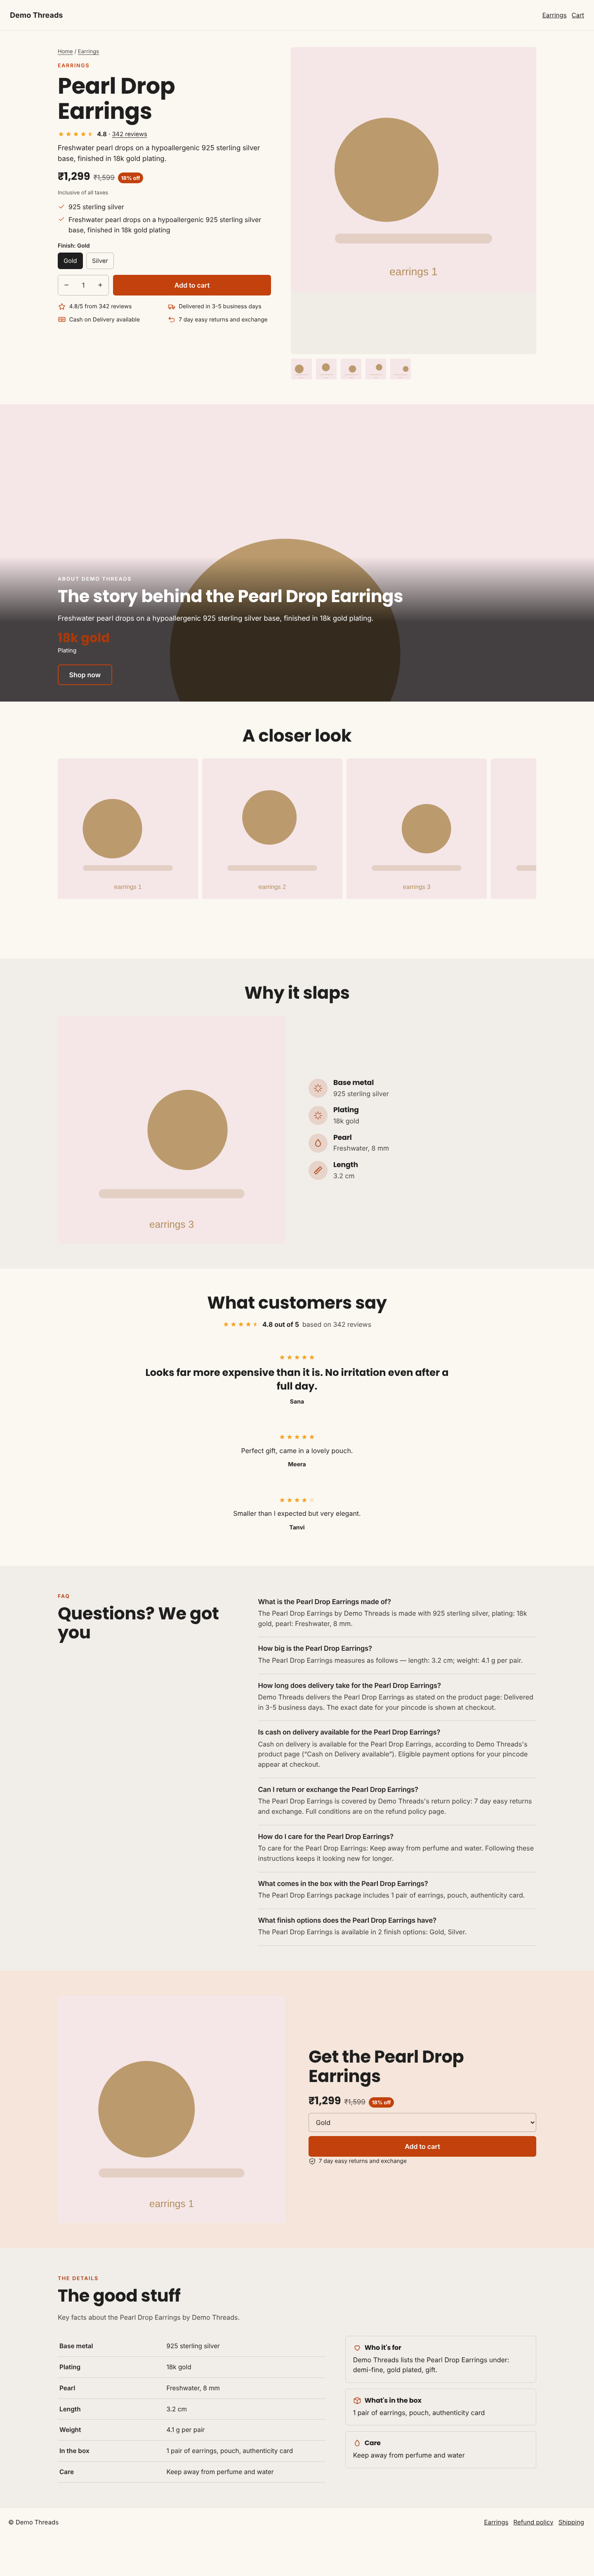 Demo Threads
Earrings Cart
Home / Earrings
EARRINGS
Pearl Drop
Earrings
4.8 · 342 reviews
Freshwater pearl drops on a hypoallergenic 925 sterling silver
base, finished in 18k gold plating.
₹1,299 ₹1,599 18% off
Inclusive of all taxes
925 sterling silver
Freshwater pearl drops on a hypoallergenic 925 sterling silver
base, finished in 18k gold plating
Finish: Gold
Gold Silver
− 1 + Add to cart
4.8/5 from 342 reviews
Delivered in 3-5 business days
Cash on Delivery available
7 day easy returns and exchange
earrings 1
ABOUT DEMO THREADS
The story behind the Pearl Drop Earrings
Freshwater pearl drops on a hypoallergenic 925 sterling silver base, finished in 18k gold plating.
18k gold
Plating
Shop now
A closer look
earrings 1
earrings 2
earrings 3
Why it slaps
earrings 3
Base metal
925 sterling silver
Plating
18k gold
Pearl
Freshwater, 8 mm
Length
3.2 cm
What customers say
4.8 out of 5 based on 342 reviews
Looks far more expensive than it is. No irritation even after a
full day.
Sana
Perfect gift, came in a lovely pouch.
Meera
Smaller than I expected but very elegant.
Tanvi
FAQ
Questions? We got
you
What is the Pearl Drop Earrings made of?
The Pearl Drop Earrings by Demo Threads is made with 925 sterling silver, plating: 18k
gold, pearl: Freshwater, 8 mm.
How big is the Pearl Drop Earrings?
The Pearl Drop Earrings measures as follows — length: 3.2 cm; weight: 4.1 g per pair.
How long does delivery take for the Pearl Drop Earrings?
Demo Threads delivers the Pearl Drop Earrings as stated on the product page: Delivered
in 3-5 business days. The exact date for your pincode is shown at checkout.
Is cash on delivery available for the Pearl Drop Earrings?
Cash on delivery is available for the Pearl Drop Earrings, according to Demo Threads's
product page ("Cash on Delivery available"). Eligible payment options for your pincode
appear at checkout.
Can I return or exchange the Pearl Drop Earrings?
The Pearl Drop Earrings is covered by Demo Threads's return policy: 7 day easy returns
and exchange. Full conditions are on the refund policy page.
How do I care for the Pearl Drop Earrings?
To care for the Pearl Drop Earrings: Keep away from perfume and water. Following these
instructions keeps it looking new for longer.
What comes in the box with the Pearl Drop Earrings?
The Pearl Drop Earrings package includes 1 pair of earrings, pouch, authenticity card.
What finish options does the Pearl Drop Earrings have?
The Pearl Drop Earrings is available in 2 finish options: Gold, Silver.
earrings 1
Get the Pearl Drop
Earrings
₹1,299 ₹1,599 18% off
Gold
Add to cart
7 day easy returns and exchange
THE DETAILS
The good stuff
Key facts about the Pearl Drop Earrings by Demo Threads.
Base metal 925 sterling silver
Plating 18k gold
Pearl Freshwater, 8 mm
Length 3.2 cm
Weight 4.1 g per pair
In the box 1 pair of earrings, pouch, authenticity card
Care Keep away from perfume and water
Who it's for
Demo Threads lists the Pearl Drop Earrings under:
demi-fine, gold plated, gift.
What's in the box
1 pair of earrings, pouch, authenticity card
Care
Keep away from perfume and water
© Demo Threads
Earrings Refund policy Shipping